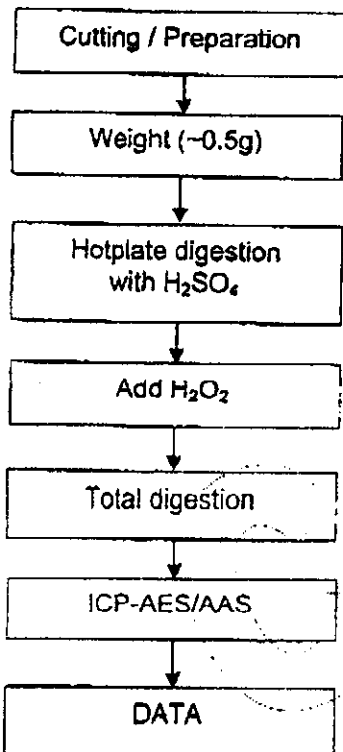 Cutting / Preparation
Weight (~0.5g)
Hotplate digestion
with H₂SO₄
Add H₂O₂
Total digestion
ICP-AES/AAS
DATA